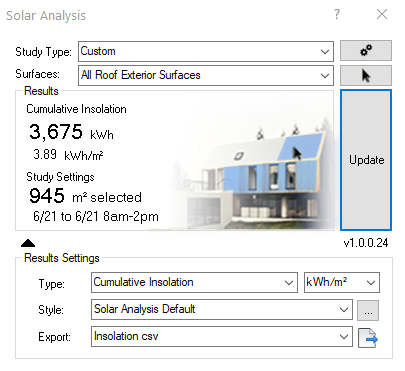 Solar Analysis ? ×
Study Type: Custom
Surfaces: All Roof Exterior Surfaces
Results
Cumulative Insolation
3,675 kWh
3.89 kWh/m²
Study Settings
945 m² selected
6/21 to 6/21 8am-2pm
Update
v1.0.0.24
Results Settings
Type: Cumulative Insolation kWh/m²
Style: Solar Analysis Default ...
Export: Insolation csv